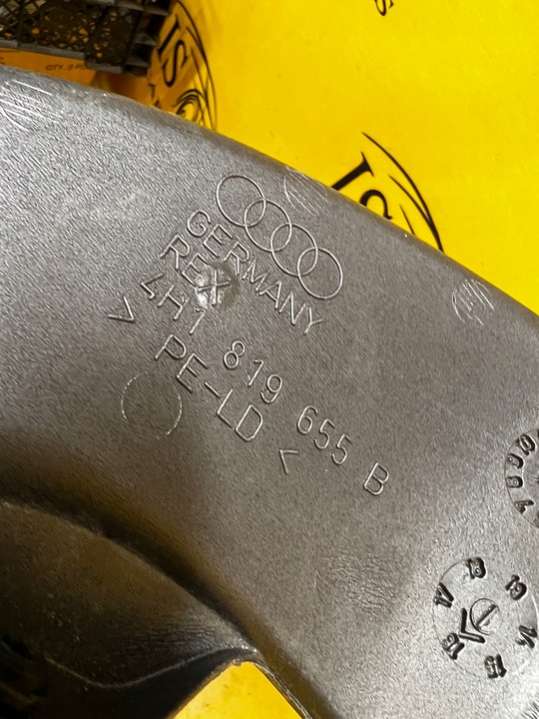 GERMANY
REX
4H1 819 655 B
>PE-LD<